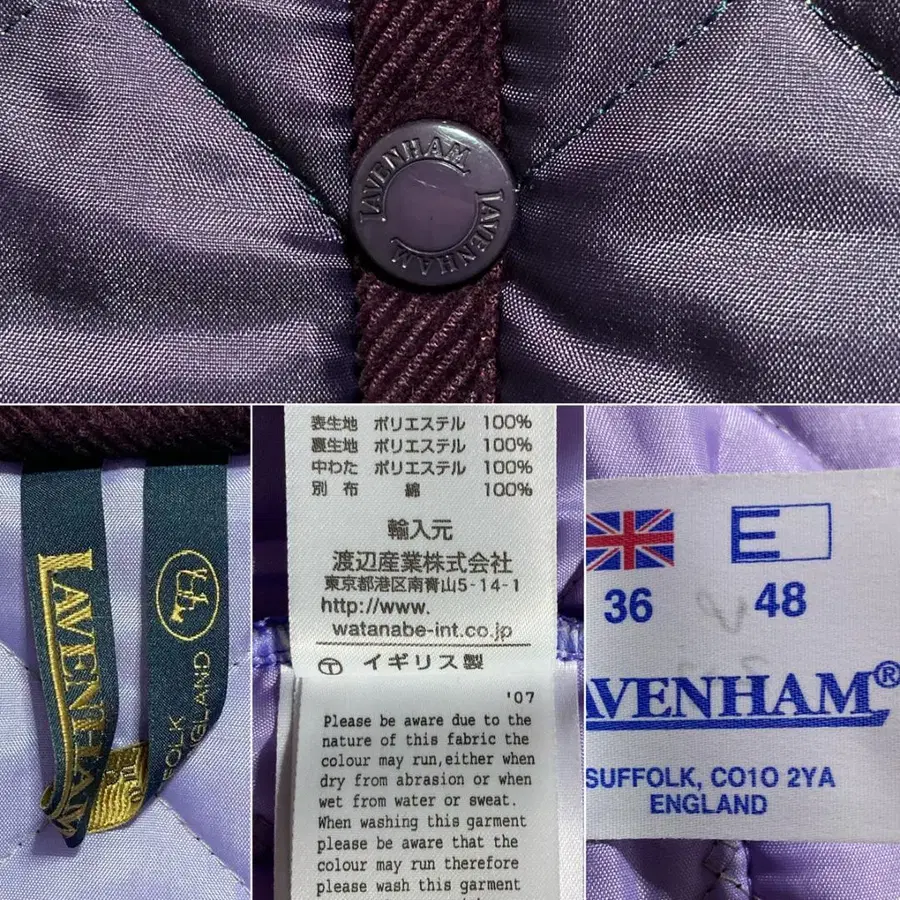 LAVENHAM
LAVENHAM
LAVENHAM
LAVENHAM
FOLK
ENGLAND
表生地 ポリエステル 100%
裏生地 ポリエステル 100%
中わた ポリエステル 100%
別布 綿 100%
輸入元
渡辺産業株式会社
東京都港区南青山5-14-1
http://www.
watanabe-int.co.jp
Ⓣ イギリス製
'07
Please be aware due to the
nature of this fabric the
colour may run,either when
dry from abrasion or when
wet from water or sweat.
When washing this garment
please be aware that the
colour may run therefore
please wash this garment
E
36 48
AVENHAM®
SUFFOLK, CO10 2YA
ENGLAND